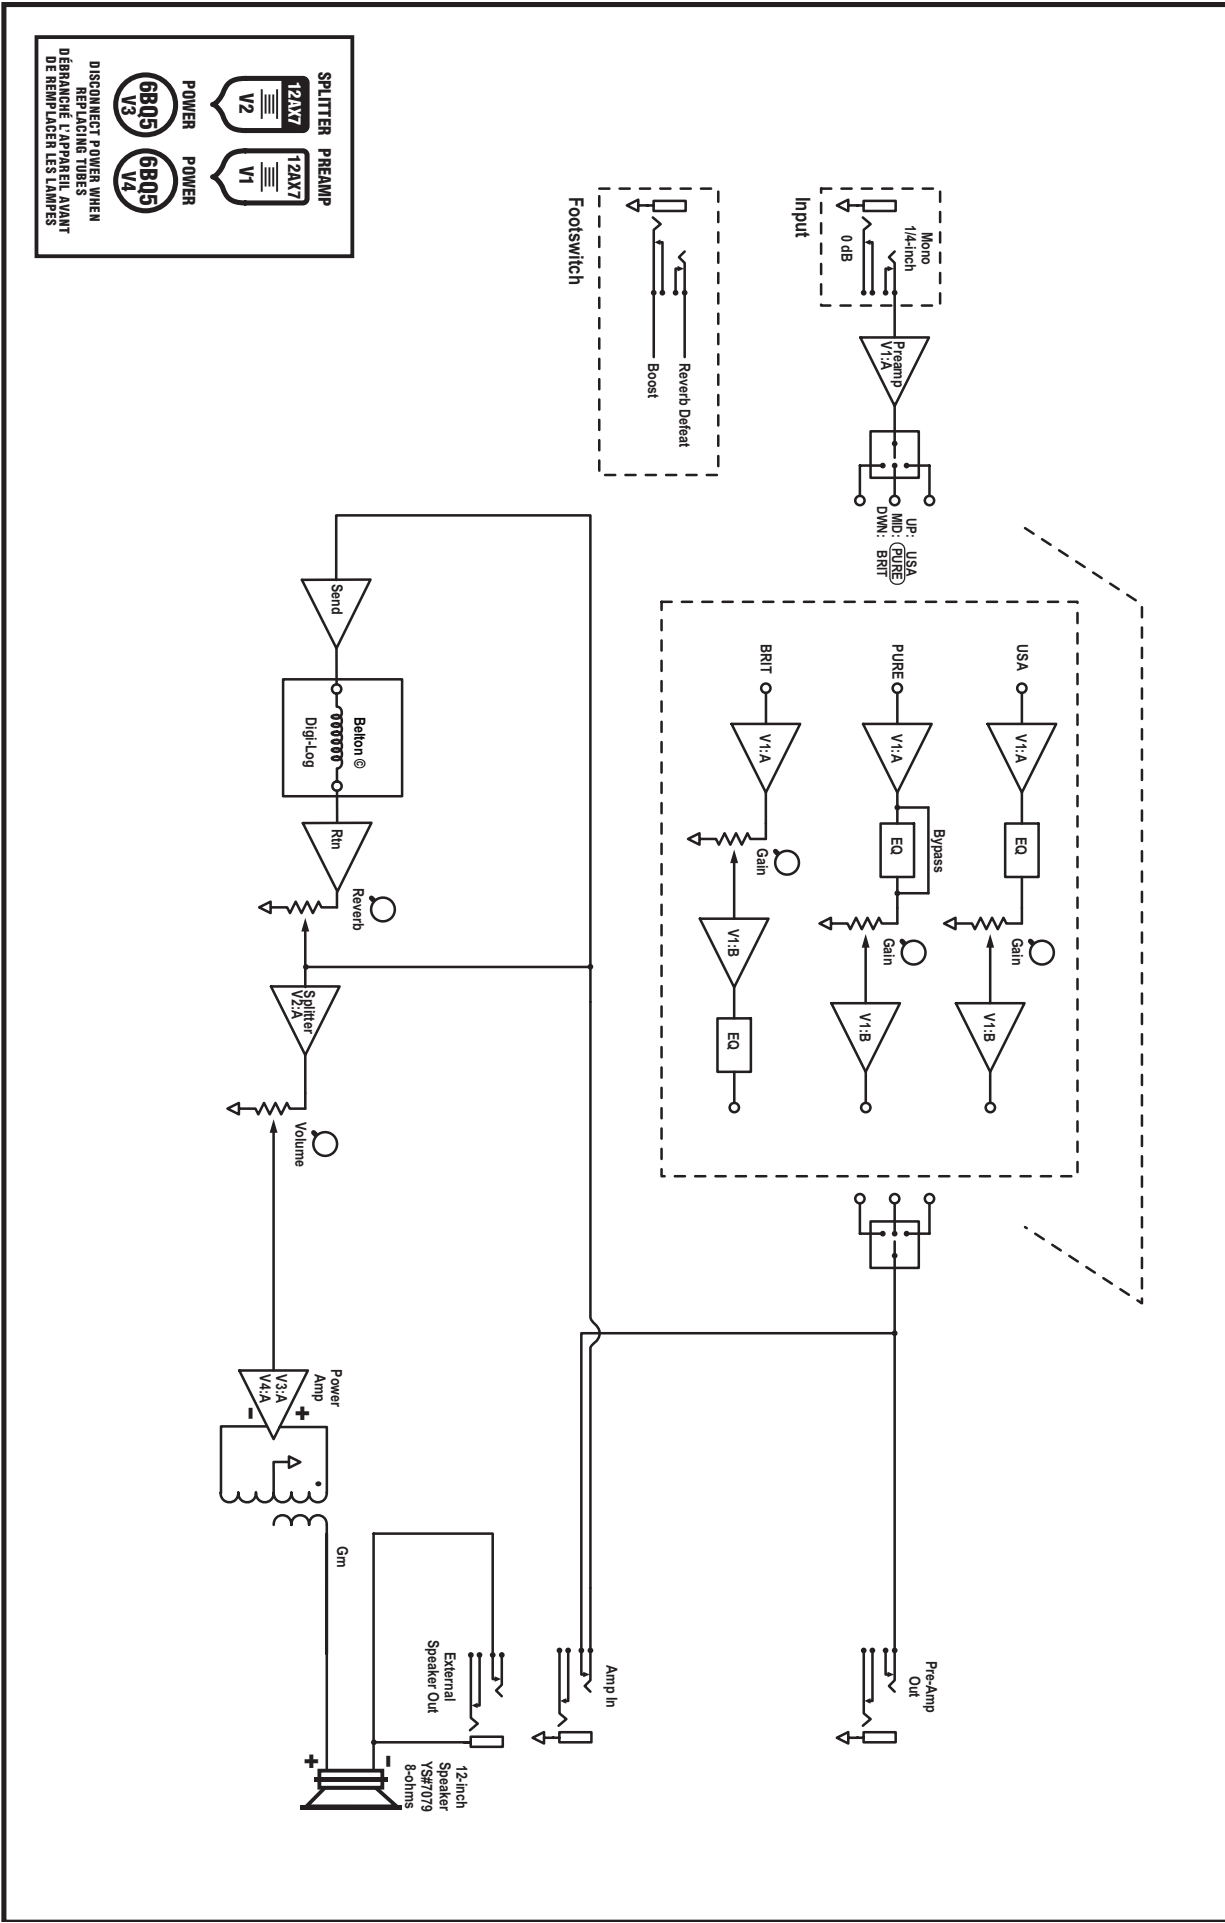 Mono
1/4-inch
0 dB
Input
Preamp
V1:A
UP: USA
MID: PURE
DWN: BRIT
USA
V1:A
EQ
Gain
V1:B
PURE
V1:A
Bypass
EQ
Gain
V1:B
BRIT
V1:A
Gain
V1:B
EQ
Pre-Amp
Out
Reverb Defeat
Boost
Footswitch
Amp In
Send
Belton ©
Digi-Log
Rtn
Reverb
Splitter
V2:A
Volume
Power
Amp
V3:A
V4:A
+
-
Gm
External
Speaker Out
12-inch
Speaker
YS#7079
8-ohms
-
+
SPLITTER PREAMP
12AX7 12AX7
V2 V1
POWER POWER
6BQ5 6BQ5
V3 V4
DISCONNECT POWER WHEN
REPLACING TUBES
DÉBRANCHÉ L'APPAREIL AVANT
DE REMPLACER LES LAMPES